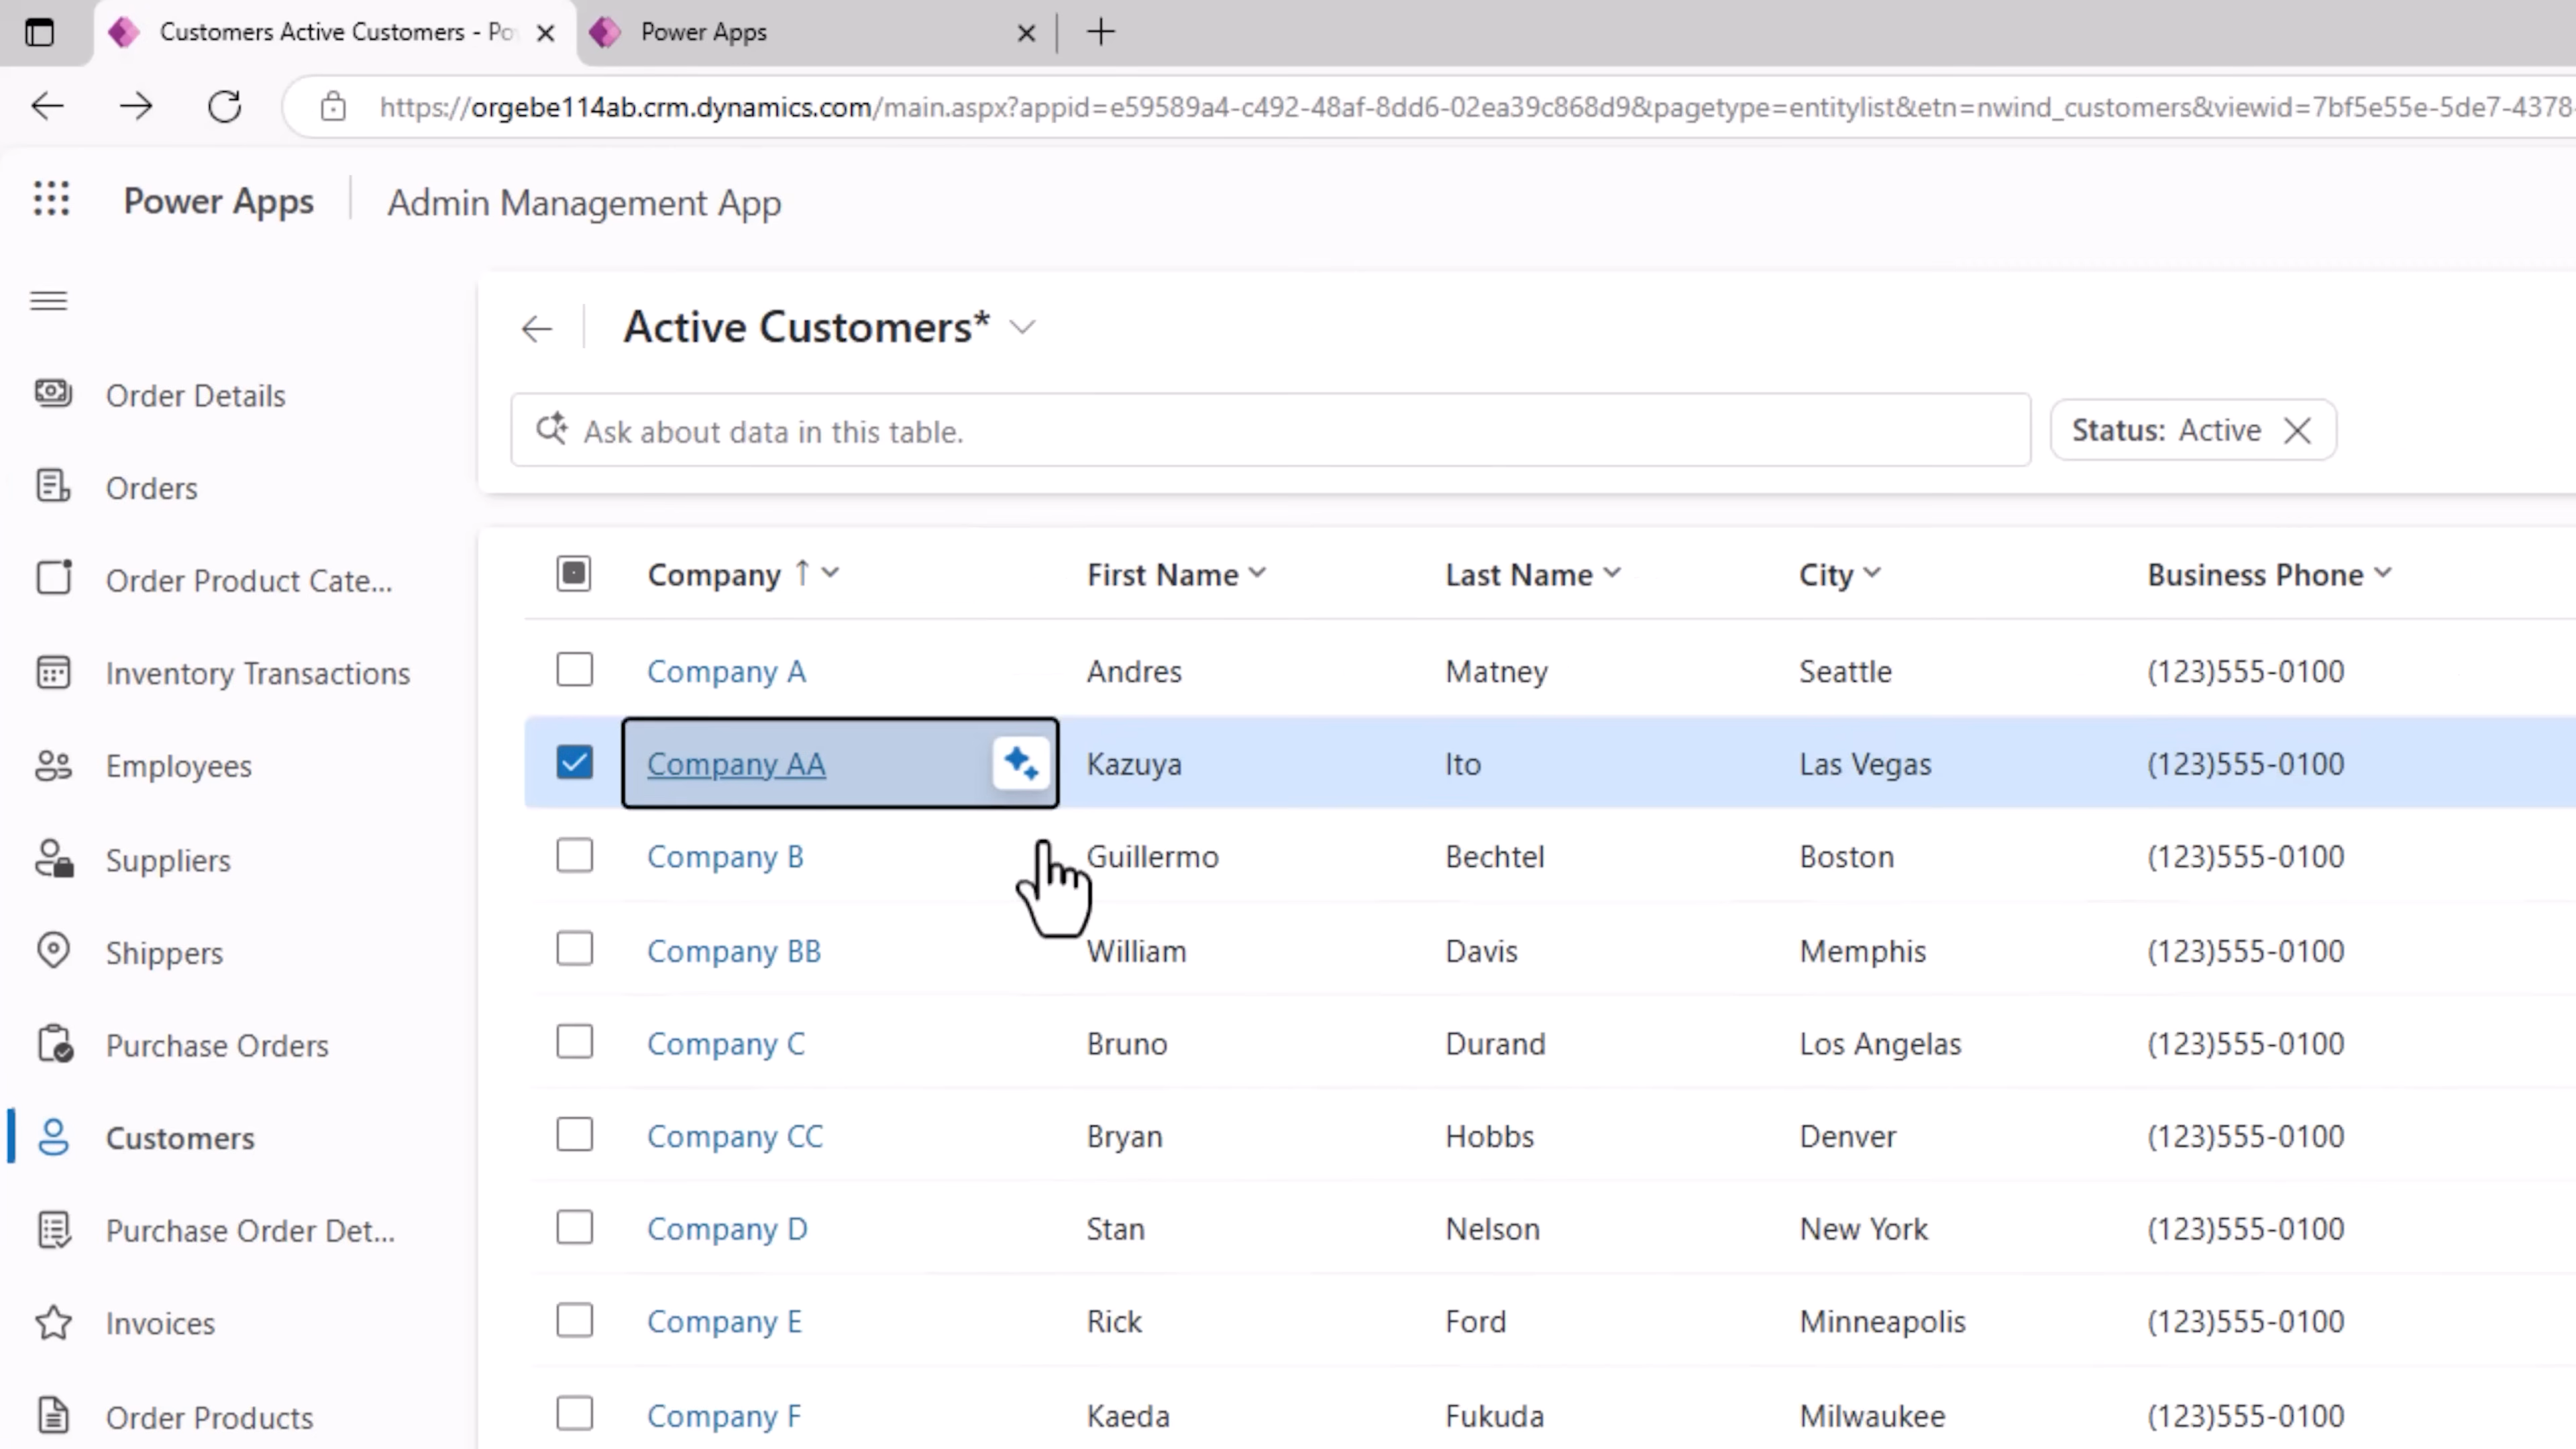 Customers Active Customers - Po
Power Apps
https://orgebe114ab.crm.dynamics.com/main.aspx?appid=e59589a4-c492-48af-8dd6-02ea39c868d9&pagetype=entitylist&etn=nwind_customers&viewid=7bf5e55e-5de7-4378-
Power Apps
Admin Management App
Active Customers*
Ask about data in this table.
Status: Active
Order Details
Orders
Order Product Cate...
Inventory Transactions
Employees
Suppliers
Shippers
Purchase Orders
Customers
Purchase Order Det...
Invoices
Order Products
Company First Name Last Name City Business Phone
Company A Andres Matney Seattle (123)555-0100
Company AA Kazuya Ito Las Vegas (123)555-0100
Company B Guillermo Bechtel Boston (123)555-0100
Company BB William Davis Memphis (123)555-0100
Company C Bruno Durand Los Angelas (123)555-0100
Company CC Bryan Hobbs Denver (123)555-0100
Company D Stan Nelson New York (123)555-0100
Company E Rick Ford Minneapolis (123)555-0100
Company F Kaeda Fukuda Milwaukee (123)555-0100